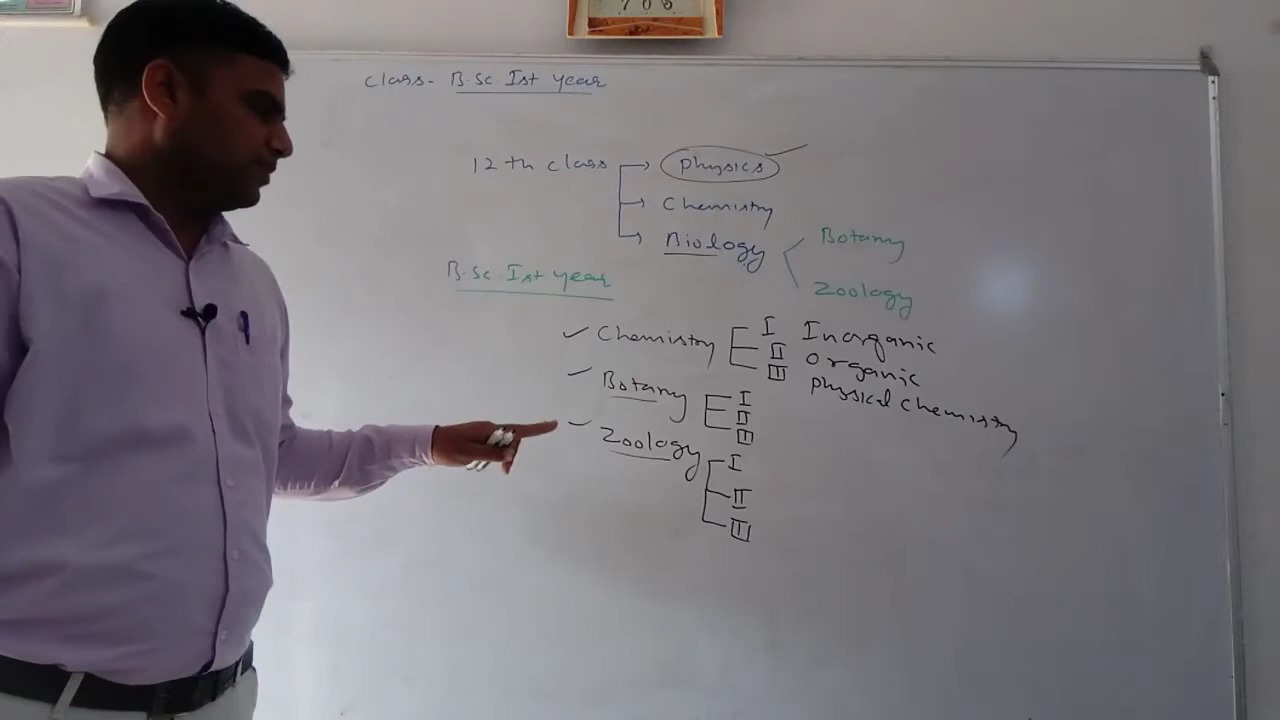 Class- B.Sc Ist year
12th class Physics
Chemistry
Biology Botany
Zoology
B.Sc Ist year
Chemistry I Inorganic
II Organic
III Physical Chemistry
Botany I
II
III
Zoology I
II
III